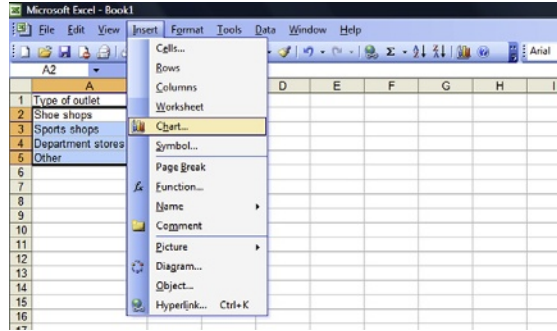 Microsoft Excel - Book1
File Edit View Insert Format Tools Data Window Help
Arial
A2
A D E F G H I
1 Type of outlet
2 Shoe shops
3 Sports shops
4 Department stores
5 Other
6
7
8
9
10
11
12
13
14
15
16
17
Cells...
Rows
Columns
Worksheet
Chart...
Symbol...
Page Break
fx Function...
Name
Comment
Picture
Diagram...
Object...
Hyperlink... Ctrl+K